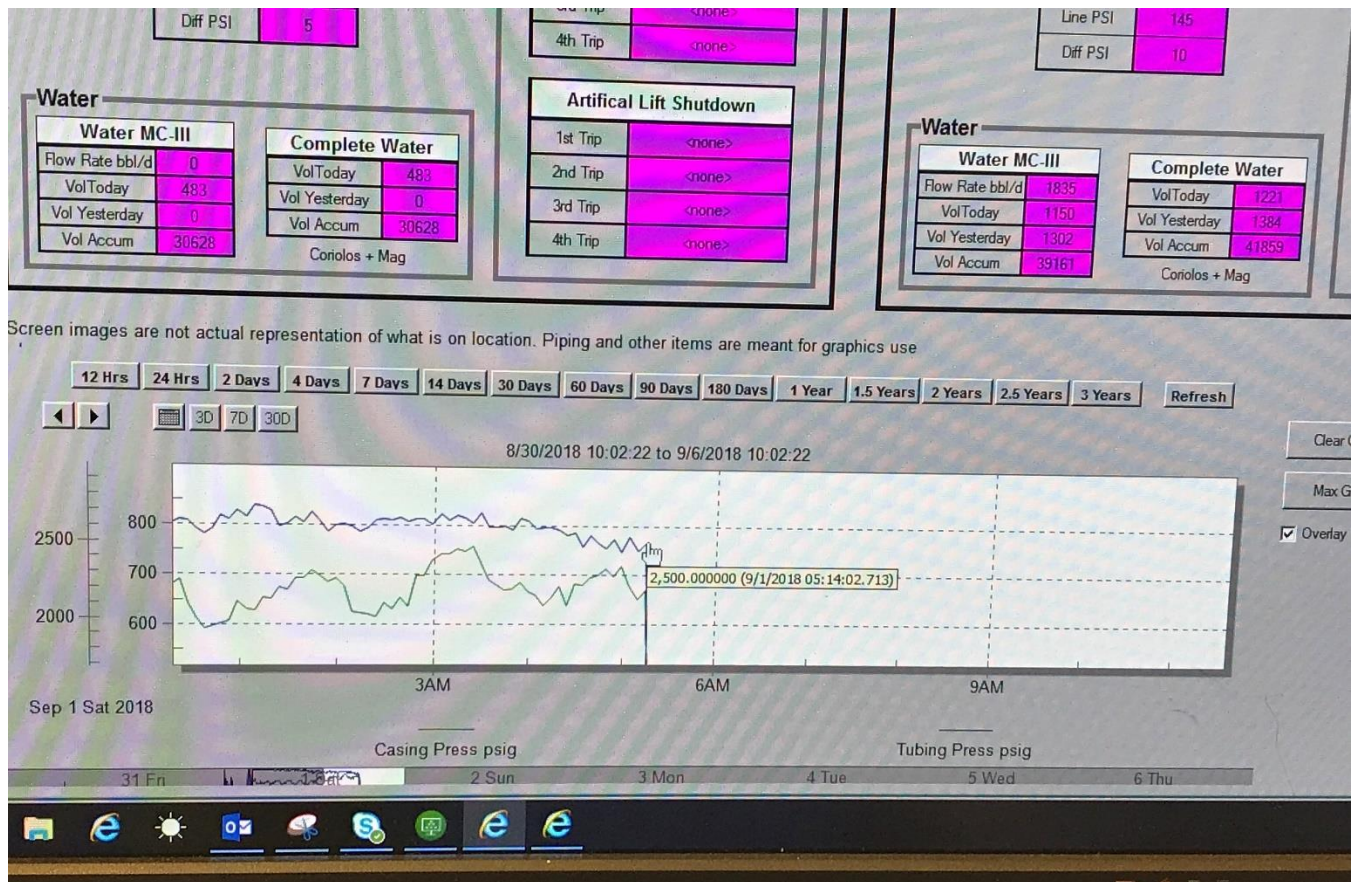 Diff PSI 5
4th Trip <none>
Line PSI 145
Diff PSI 10
Water
Water MC-III
Flow Rate bbl/d 0
VolToday 483
Vol Yesterday 0
Vol Accum 30628
Complete Water
VolToday 483
Vol Yesterday 0
Vol Accum 30628
Coriolos + Mag
Artifical Lift Shutdown
1st Trip <none>
2nd Trip <none>
3rd Trip <none>
4th Trip <none>
Water
Water MC-III
Flow Rate bbl/d 1835
VolToday 1150
Vol Yesterday 1302
Vol Accum 39161
Complete Water
VolToday 1221
Vol Yesterday 1384
Vol Accum 41859
Coriolos + Mag
Screen images are not actual representation of what is on location. Piping and other items are meant for graphics use
12 Hrs 24 Hrs 2 Days 4 Days 7 Days 14 Days 30 Days 60 Days 90 Days 180 Days 1 Year 1.5 Years 2 Years 2.5 Years 3 Years Refresh
3D 7D 30D
Clear
Max G
Overlay
8/30/2018 10:02:22 to 9/6/2018 10:02:22
2500
2000
800
700
600
2,500.000000 (9/1/2018 05:14:02.713)
3AM 6AM 9AM
Sep 1 Sat 2018
Casing Press psig Tubing Press psig
31 Fri 1 Sat 2 Sun 3 Mon 4 Tue 5 Wed 6 Thu